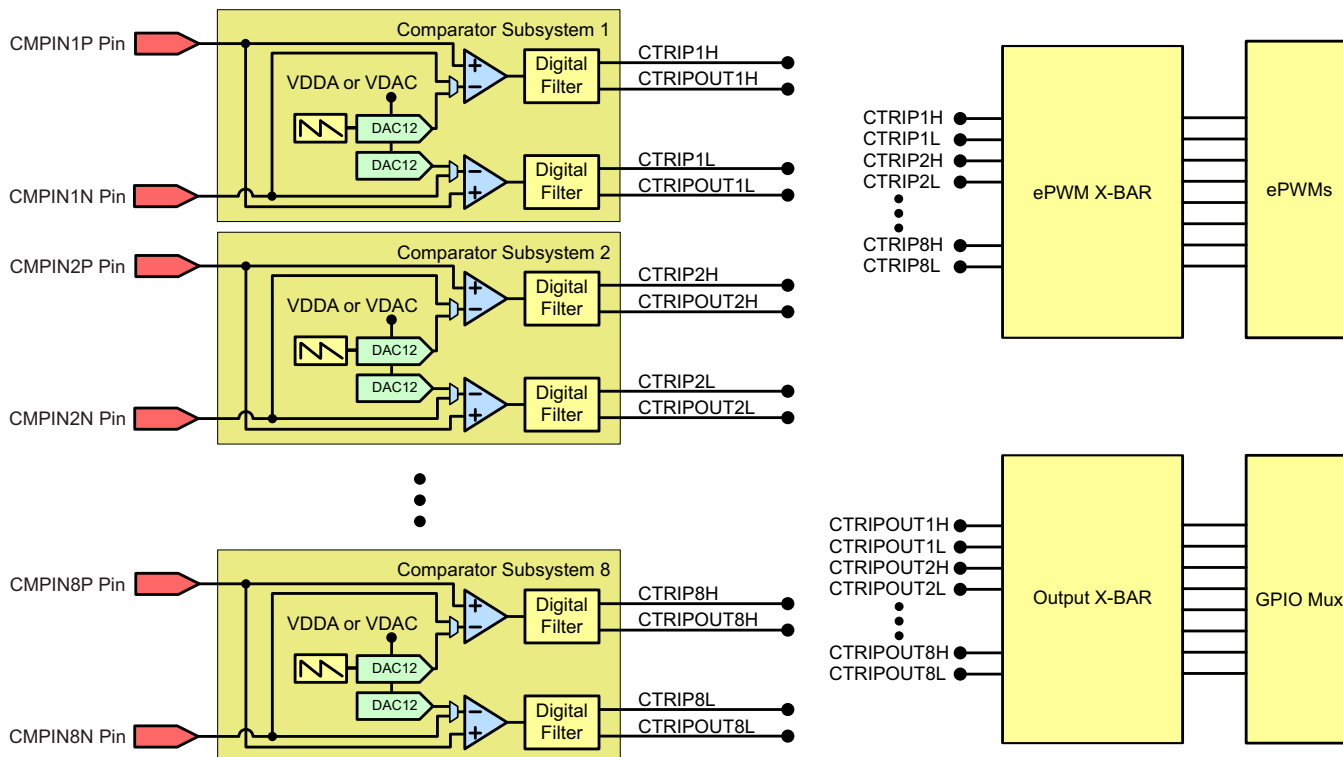 Comparator Subsystem 1
CMPIN1P Pin
VDDA or VDAC
DAC12
DAC12
Digital
Filter
Digital
Filter
CTRIP1H
CTRIPOUT1H
CTRIP1L
CTRIPOUT1L
CMPIN1N Pin
Comparator Subsystem 2
CMPIN2P Pin
VDDA or VDAC
DAC12
DAC12
Digital
Filter
Digital
Filter
CTRIP2H
CTRIPOUT2H
CTRIP2L
CTRIPOUT2L
CMPIN2N Pin
Comparator Subsystem 8
CMPIN8P Pin
VDDA or VDAC
DAC12
DAC12
Digital
Filter
Digital
Filter
CTRIP8H
CTRIPOUT8H
CTRIP8L
CTRIPOUT8L
CMPIN8N Pin
CTRIP1H
CTRIP1L
CTRIP2H
CTRIP2L
CTRIP8H
CTRIP8L
ePWM X-BAR
ePWMs
CTRIPOUT1H
CTRIPOUT1L
CTRIPOUT2H
CTRIPOUT2L
CTRIPOUT8H
CTRIPOUT8L
Output X-BAR
GPIO Mux